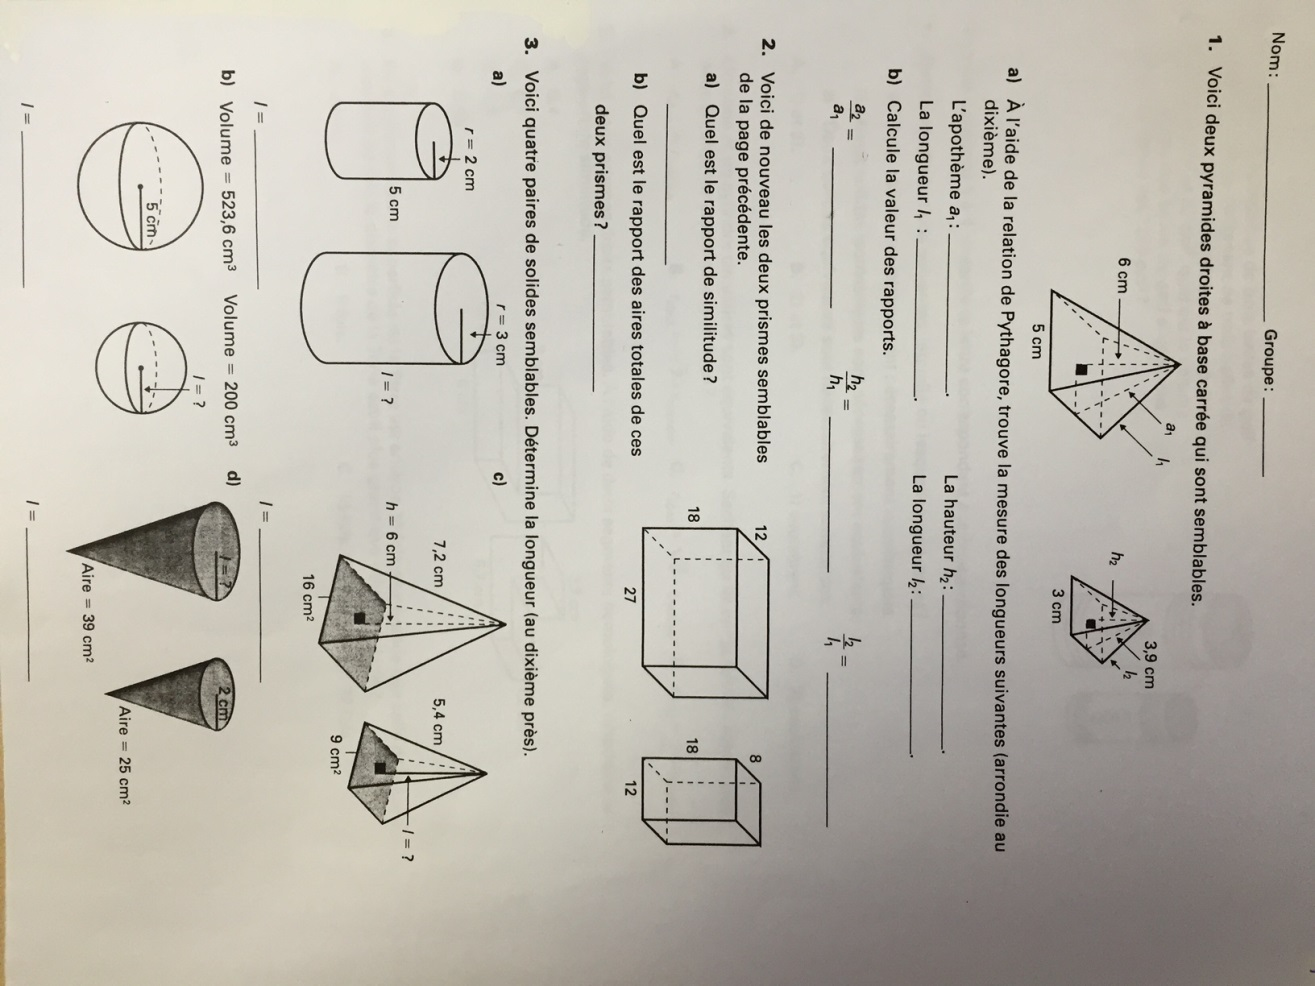 Nom: Groupe:
1. Voici deux pyramides droites à base carrée qui sont semblables.
6 cm
a₁
l₁
5 cm
h₂
3,9 cm
l₂
3 cm
a) À l'aide de la relation de Pythagore, trouve la mesure des longueurs suivantes (arrondie au
dixième).
L'apothème a₁: . La hauteur h₂: .
La longueur l₁ : . La longueur l₂: .
b) Calcule la valeur des rapports.
a₂/a₁ = h₂/h₁ = l₂/l₁ =
2. Voici de nouveau les deux prismes semblables
de la page précédente.
a) Quel est le rapport de similitude?
b) Quel est le rapport des aires totales de ces
deux prismes?
12
18
27
8
18
12
3. Voici quatre paires de solides semblables. Détermine la longueur (au dixième près).
a)
r = 2 cm
5 cm
r = 3 cm
l = ?
l =
c)
7,2 cm
h = 6 cm
16 cm²
5,4 cm
9 cm²
l = ?
l =
b) Volume = 523,6 cm³ Volume = 200 cm³
5 cm
l = ?
l =
d)
l = ?
Aire = 39 cm²
2 cm
Aire = 25 cm²
l =